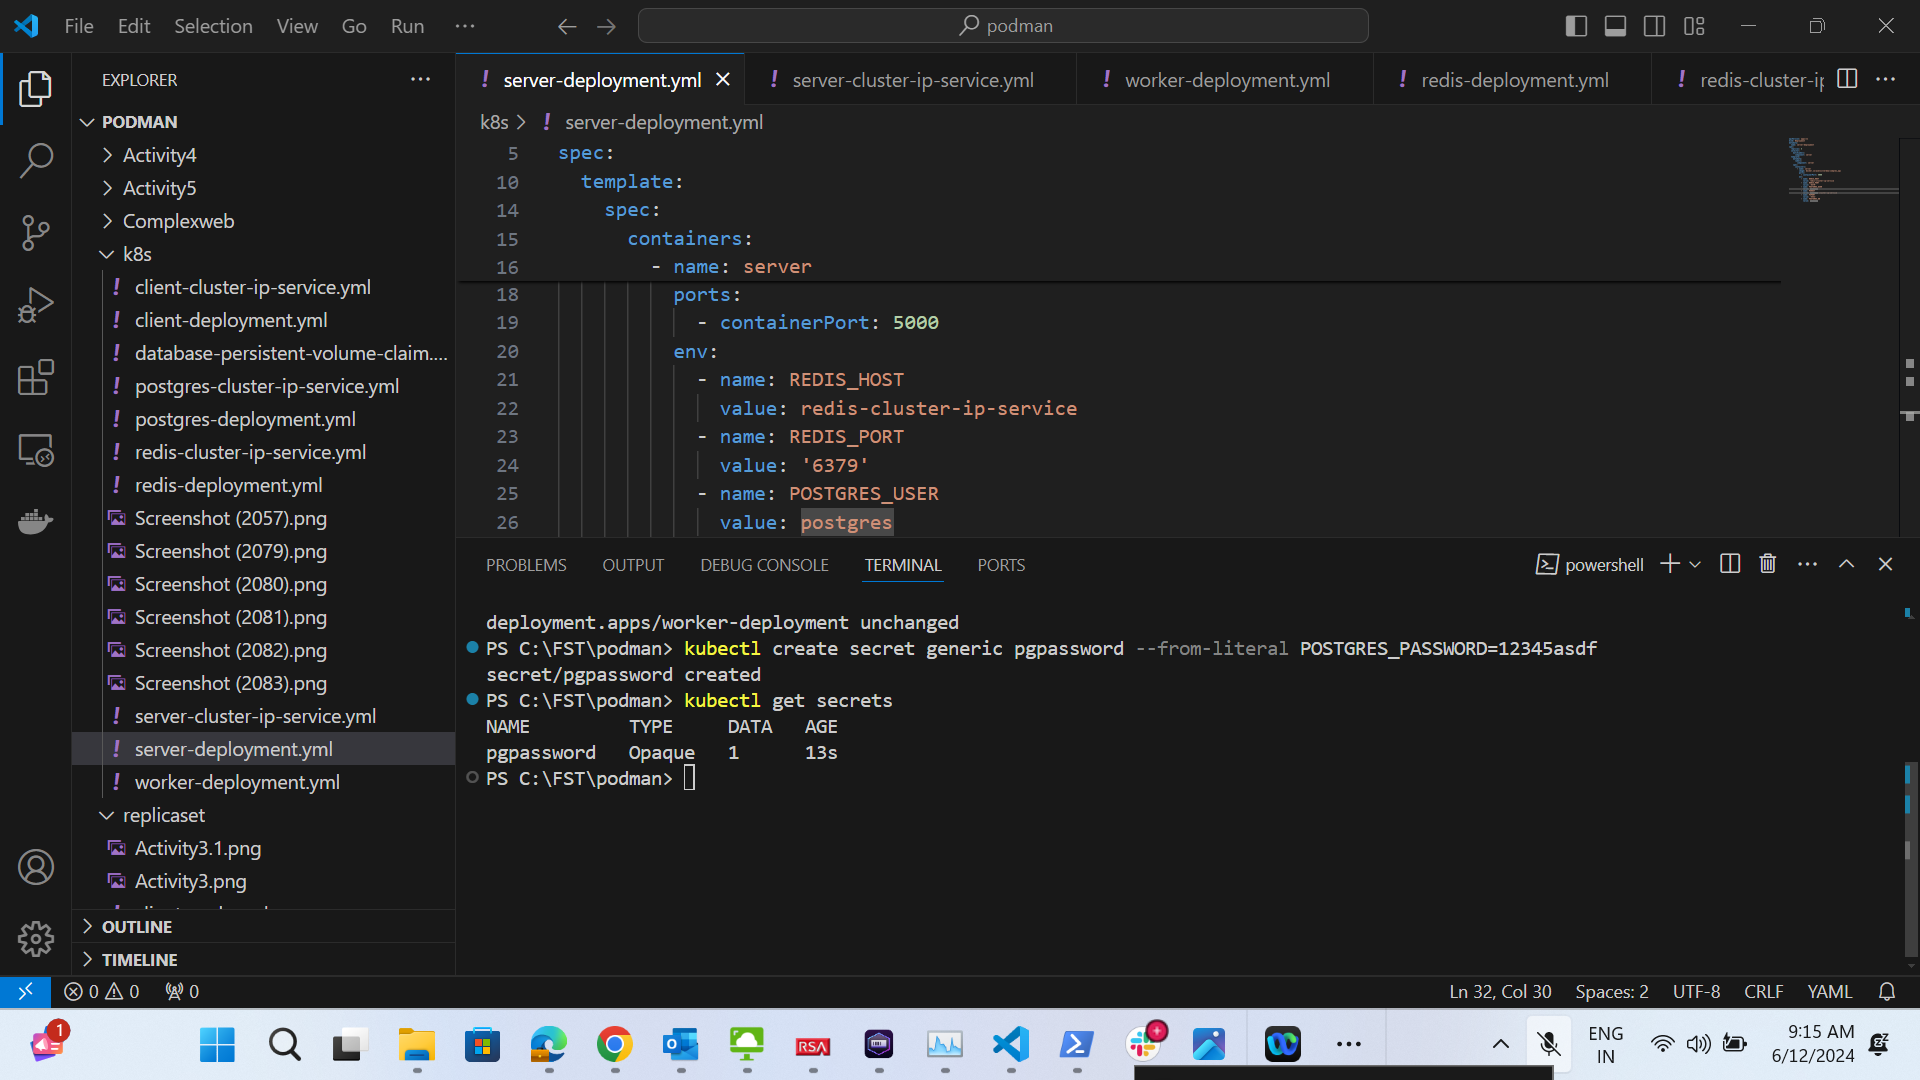 File Edit Selection View Go Run ···
podman
EXPLORER
PODMAN
Activity4
Activity5
Complexweb
k8s
client-cluster-ip-service.yml
client-deployment.yml
database-persistent-volume-claim....
postgres-cluster-ip-service.yml
postgres-deployment.yml
redis-cluster-ip-service.yml
redis-deployment.yml
Screenshot (2057).png
Screenshot (2079).png
Screenshot (2080).png
Screenshot (2081).png
Screenshot (2082).png
Screenshot (2083).png
server-cluster-ip-service.yml
server-deployment.yml
worker-deployment.yml
replicaset
Activity3.1.png
Activity3.png
OUTLINE
TIMELINE
! server-deployment.yml ! server-cluster-ip-service.yml ! worker-deployment.yml ! redis-deployment.yml ! redis-cluster-ip
k8s > ! server-deployment.yml
5 spec:
10 template:
14 spec:
15 containers:
16 - name: server
18 ports:
19 - containerPort: 5000
20 env:
21 - name: REDIS_HOST
22 value: redis-cluster-ip-service
23 - name: REDIS_PORT
24 value: '6379'
25 - name: POSTGRES_USER
26 value: postgres
PROBLEMS OUTPUT DEBUG CONSOLE TERMINAL PORTS
powershell
deployment.apps/worker-deployment unchanged
PS C:\FST\podman> kubectl create secret generic pgpassword --from-literal POSTGRES_PASSWORD=12345asdf
secret/pgpassword created
PS C:\FST\podman> kubectl get secrets
NAME TYPE DATA AGE
pgpassword Opaque 1 13s
PS C:\FST\podman>
0 0 0
Ln 32, Col 30 Spaces: 2 UTF-8 CRLF YAML
1
RSA
ENG
IN
9:15 AM
6/12/2024